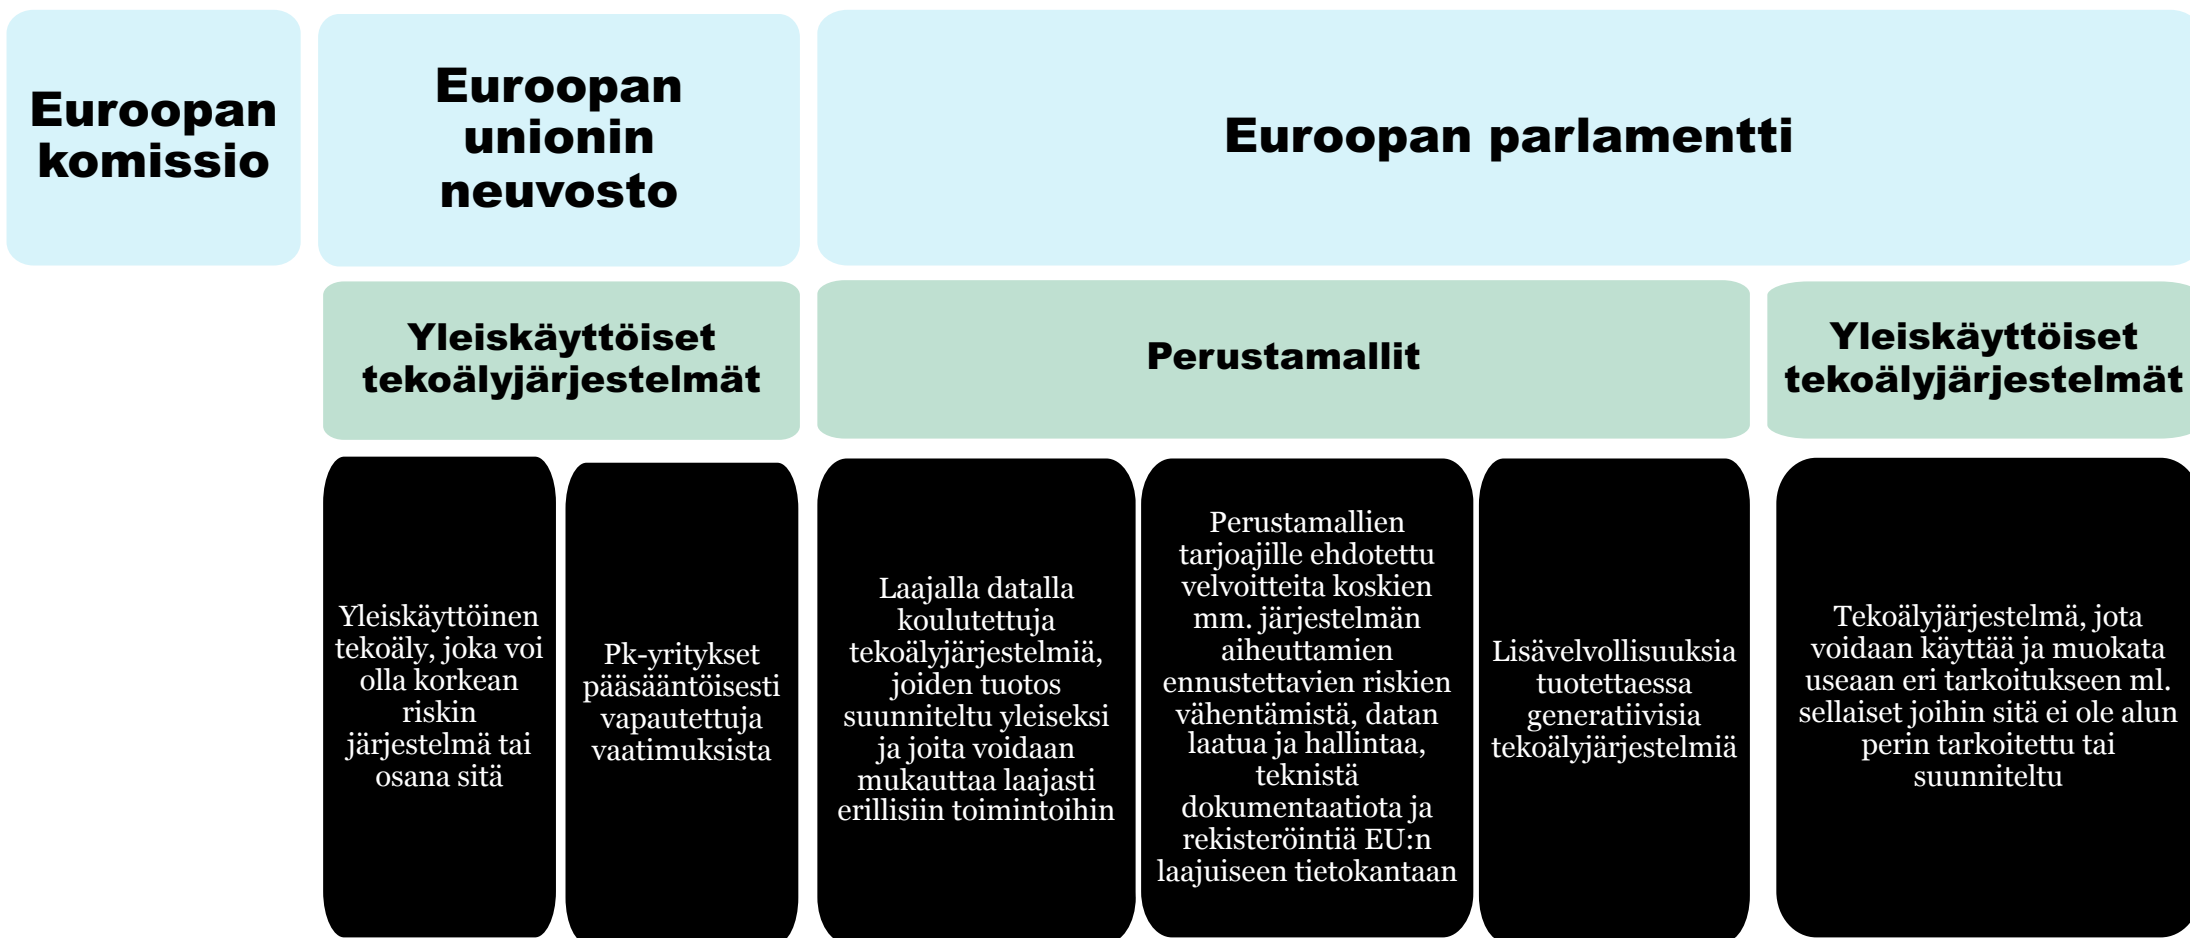 Euroopan
komissio
Euroopan
unionin
neuvosto
Euroopan parlamentti
Yleiskäyttöiset
tekoälyjärjestelmät
Perustamallit
Yleiskäyttöiset
tekoälyjärjestelmät
Yleiskäyttöinen
tekoäly, joka voi
olla korkean
riskin
järjestelmä tai
osana sitä
Pk-yritykset
pääsääntöisesti
vapautettuja
vaatimuksista
Laajalla datalla
koulutettuja
tekoälyjärjestelmiä,
joiden tuotos
suunniteltu yleiseksi
ja joita voidaan
mukauttaa laajasti
erillisiin toimintoihin
Perustamallien
tarjoajille ehdotettu
velvoitteita koskien
mm. järjestelmän
aiheuttamien
ennustettavien riskien
vähentämistä, datan
laatua ja hallintaa,
teknistä
dokumentaatiota ja
rekisteröintiä EU:n
laajuiseen tietokantaan
Lisävelvollisuuksia
tuotettaessa
generatiivisia
tekoälyjärjestelmiä
Tekoälyjärjestelmä, jota
voidaan käyttää ja muokata
useaan eri tarkoitukseen ml.
sellaiset joihin sitä ei ole alun
perin tarkoitettu tai
suunniteltu